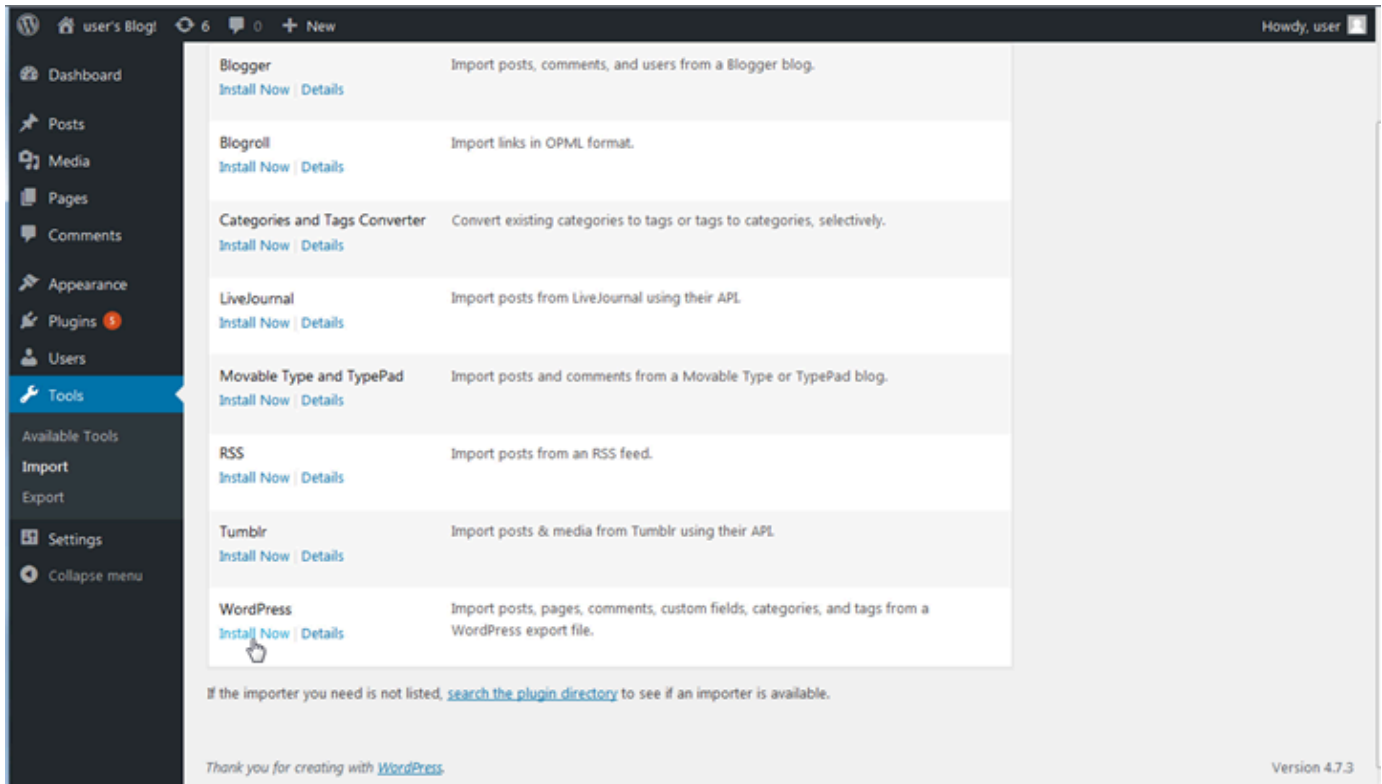 user's Blog! 6 0 + New Howdy, user
Dashboard
Posts
Media
Pages
Comments
Appearance
Plugins 5
Users
Tools
Available Tools
Import
Export
Settings
Collapse menu
Blogger Import posts, comments, and users from a Blogger blog.
Install Now | Details
Blogroll Import links in OPML format.
Install Now | Details
Categories and Tags Converter Convert existing categories to tags or tags to categories, selectively.
Install Now | Details
LiveJournal Import posts from LiveJournal using their API.
Install Now | Details
Movable Type and TypePad Import posts and comments from a Movable Type or TypePad blog.
Install Now | Details
RSS Import posts from an RSS feed.
Install Now | Details
Tumblr Import posts & media from Tumblr using their API.
Install Now | Details
WordPress Import posts, pages, comments, custom fields, categories, and tags from a
Install Now | Details WordPress export file.
If the importer you need is not listed, search the plugin directory to see if an importer is available.
Thank you for creating with WordPress. Version 4.7.3